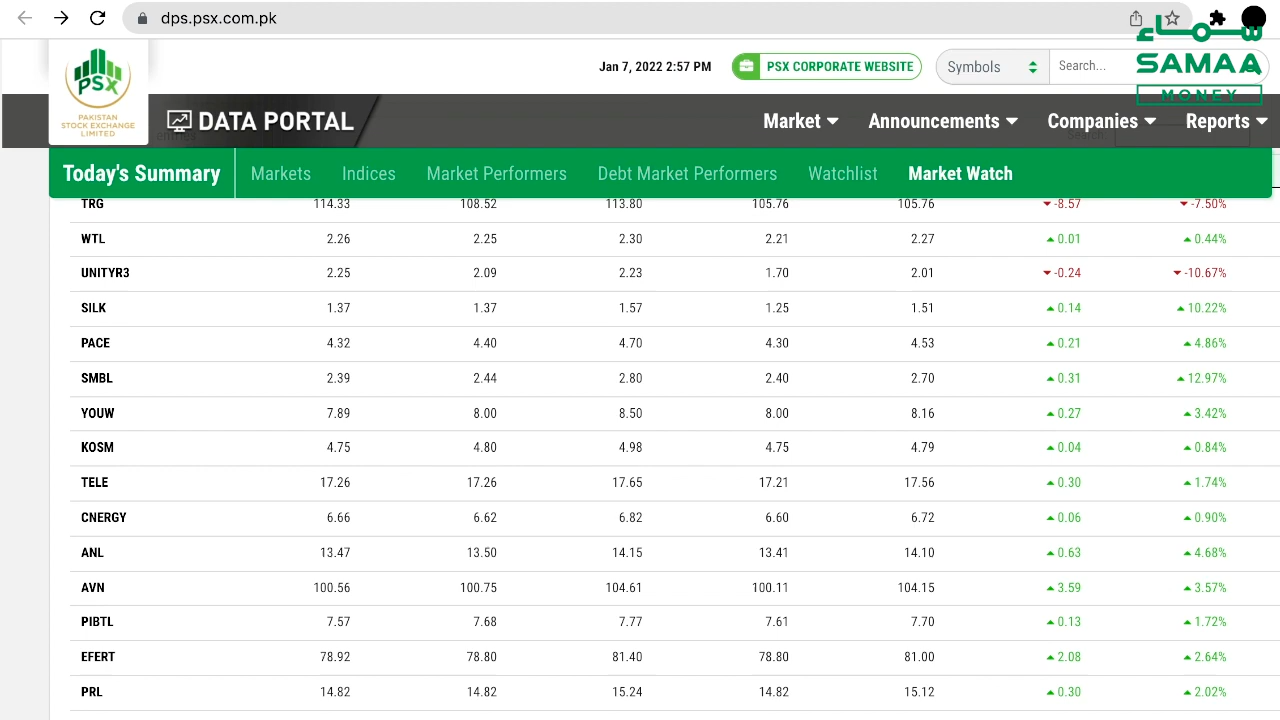 dps.psx.com.pk
سماء
SAMAA
MONEY
PSX
PAKISTAN
STOCK EXCHANGE
LIMITED
Jan 7, 2022 2:57 PM
PSX CORPORATE WEBSITE
Symbols
Search...
DATA PORTAL
Market
Announcements
Companies
Reports
Search
Today's Summary
Markets
Indices
Market Performers
Debt Market Performers
Watchlist
Market Watch
TRG 114.33 108.52 113.80 105.76 105.76 -8.57 -7.50%
WTL 2.26 2.25 2.30 2.21 2.27 0.01 0.44%
UNITYR3 2.25 2.09 2.23 1.70 2.01 -0.24 -10.67%
SILK 1.37 1.37 1.57 1.25 1.51 0.14 10.22%
PACE 4.32 4.40 4.70 4.30 4.53 0.21 4.86%
SMBL 2.39 2.44 2.80 2.40 2.70 0.31 12.97%
YOUW 7.89 8.00 8.50 8.00 8.16 0.27 3.42%
KOSM 4.75 4.80 4.98 4.75 4.79 0.04 0.84%
TELE 17.26 17.26 17.65 17.21 17.56 0.30 1.74%
CNERGY 6.66 6.62 6.82 6.60 6.72 0.06 0.90%
ANL 13.47 13.50 14.15 13.41 14.10 0.63 4.68%
AVN 100.56 100.75 104.61 100.11 104.15 3.59 3.57%
PIBTL 7.57 7.68 7.77 7.61 7.70 0.13 1.72%
EFERT 78.92 78.80 81.40 78.80 81.00 2.08 2.64%
PRL 14.82 14.82 15.24 14.82 15.12 0.30 2.02%